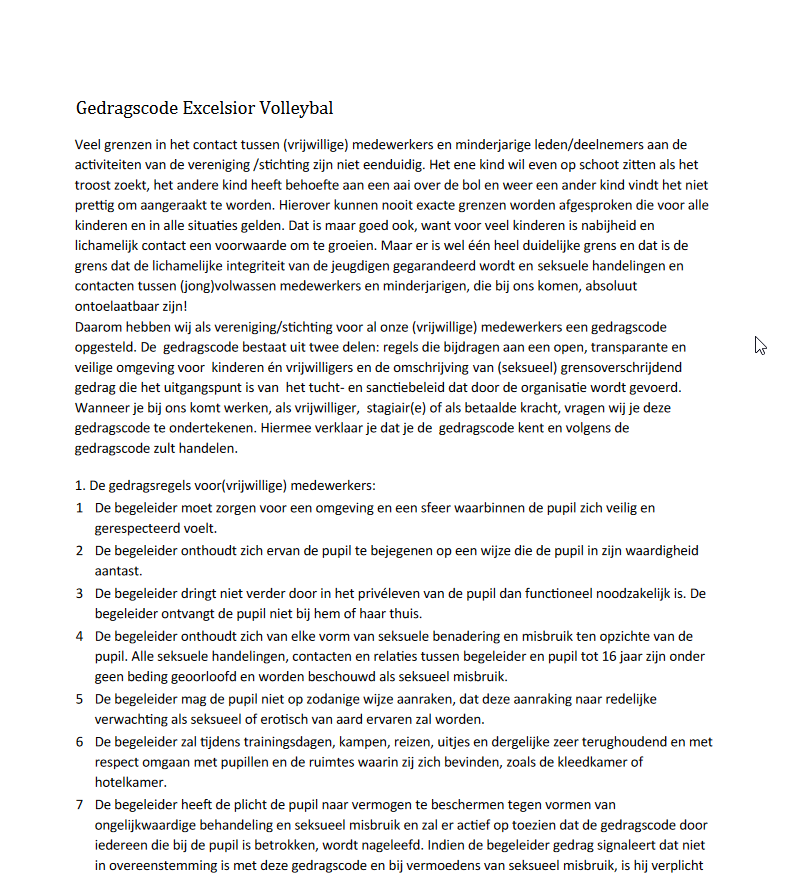 Gedragscode Excelsior Volleybal
Veel grenzen in het contact tussen (vrijwillige) medewerkers en minderjarige leden/deelnemers aan de
activiteiten van de vereniging /stichting zijn niet eenduidig. Het ene kind wil even op schoot zitten als het
troost zoekt, het andere kind heeft behoefte aan een aai over de bol en weer een ander kind vindt het niet
prettig om aangeraakt te worden. Hierover kunnen nooit exacte grenzen worden afgesproken die voor alle
kinderen en in alle situaties gelden. Dat is maar goed ook, want voor veel kinderen is nabijheid en
lichamelijk contact een voorwaarde om te groeien. Maar er is wel één heel duidelijke grens en dat is de
grens dat de lichamelijke integriteit van de jeugdigen gegarandeerd wordt en seksuele handelingen en
contacten tussen (jong)volwassen medewerkers en minderjarigen, die bij ons komen, absoluut
ontoelaatbaar zijn!
Daarom hebben wij als vereniging/stichting voor al onze (vrijwillige) medewerkers een gedragscode
opgesteld. De  gedragscode bestaat uit twee delen: regels die bijdragen aan een open, transparante en
veilige omgeving voor  kinderen én vrijwilligers en de omschrijving van (seksueel) grensoverschrijdend
gedrag die het uitgangspunt is van  het tucht- en sanctiebeleid dat door de organisatie wordt gevoerd.
Wanneer je bij ons komt werken, als vrijwilliger,  stagiair(e) of als betaalde kracht, vragen wij je deze
gedragscode te ondertekenen. Hiermee verklaar je dat je de  gedragscode kent en volgens de
gedragscode zult handelen.
1. De gedragsregels voor(vrijwillige) medewerkers:
1 De begeleider moet zorgen voor een omgeving en een sfeer waarbinnen de pupil zich veilig en
gerespecteerd voelt.
2 De begeleider onthoudt zich ervan de pupil te bejegenen op een wijze die de pupil in zijn waardigheid
aantast.
3 De begeleider dringt niet verder door in het privéleven van de pupil dan functioneel noodzakelijk is. De
begeleider ontvangt de pupil niet bij hem of haar thuis.
4 De begeleider onthoudt zich van elke vorm van seksuele benadering en misbruik ten opzichte van de
pupil. Alle seksuele handelingen, contacten en relaties tussen begeleider en pupil tot 16 jaar zijn onder
geen beding geoorloofd en worden beschouwd als seksueel misbruik.
5 De begeleider mag de pupil niet op zodanige wijze aanraken, dat deze aanraking naar redelijke
verwachting als seksueel of erotisch van aard ervaren zal worden.
6 De begeleider zal tijdens trainingsdagen, kampen, reizen, uitjes en dergelijke zeer terughoudend en met
respect omgaan met pupillen en de ruimtes waarin zij zich bevinden, zoals de kleedkamer of
hotelkamer.
7 De begeleider heeft de plicht de pupil naar vermogen te beschermen tegen vormen van
ongelijkwaardige behandeling en seksueel misbruik en zal er actief op toezien dat de gedragscode door
iedereen die bij de pupil is betrokken, wordt nageleefd. Indien de begeleider gedrag signaleert dat niet
in overeenstemming is met deze gedragscode en bij vermoedens van seksueel misbruik, is hij verplicht